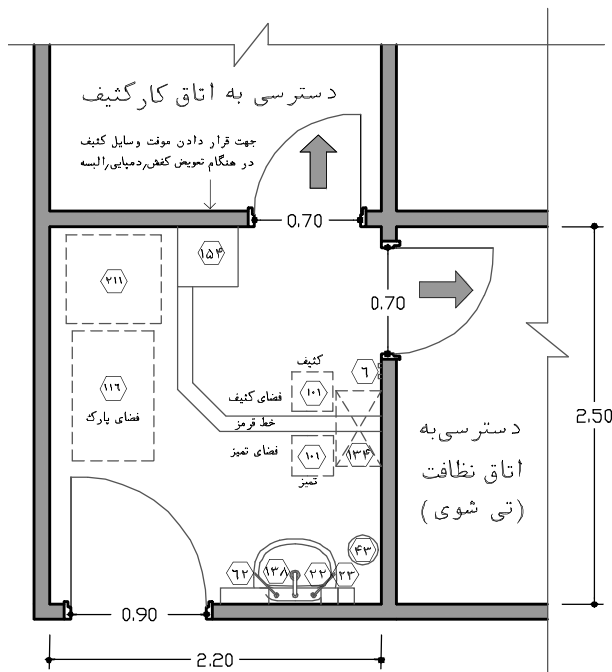 دسترسی به اتاق کارکثیف
جهت قرار دادن موقت وسایل کثیف
در هنگام تعویض کفش٫دمپایی٫البسه
0.70
۱۵۴
۲۱۱
0.70
کثیف
۶
۱۰۱
۱۱۶
فضای کثیف
فضای پارک
خط قرمز
2.50
دسترسی‌به
اتاق نظافت
(تی شوی)
فضای تمیز
۱۰۱
۱۳۴
تمیز
۴۳
۶۲
۱۳۸
۲۲
۲۳
0.90
2.20